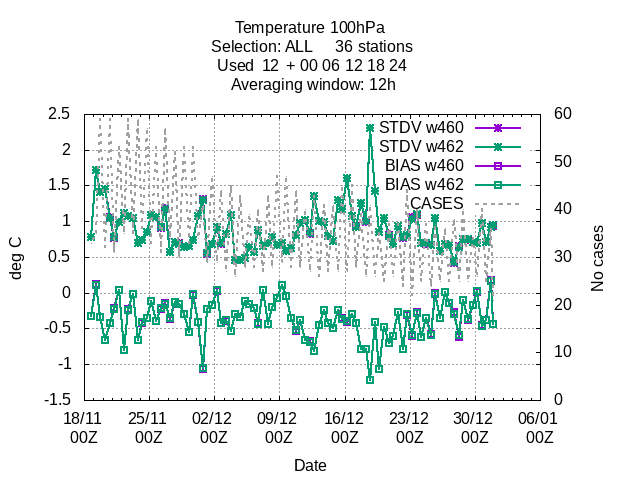 Temperature 100hPa
Selection: ALL 36 stations
Used 12 + 00 06 12 18 24
Averaging window: 12h
2.5 60
STDV w460
STDV w462
2
50
BIAS w460
BIAS w462
1.5
CASES
40
1
0.5
30
0
20
-0.5
10
-1
-1.5 0
deg C
No cases
18/11 25/11 02/12 09/12 16/12 23/12 30/12 06/01
00Z 00Z 00Z 00Z 00Z 00Z 00Z 00Z
Date